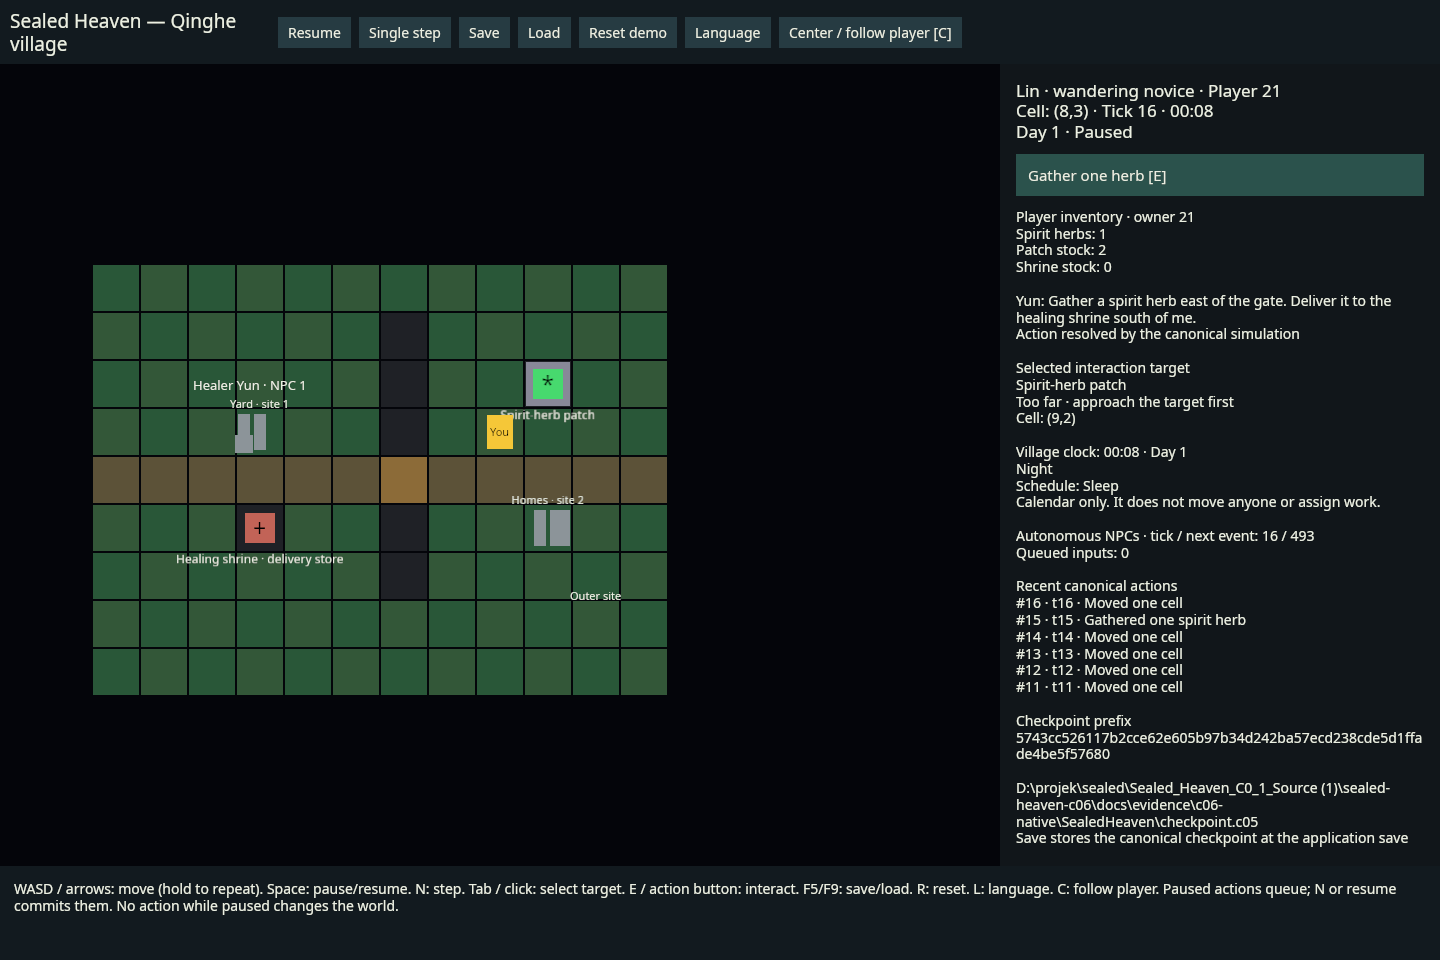 Sealed Heaven — Qinghe
village
Resume
Single step
Save
Load
Reset demo
Language
Center / follow player [C]
Lin · wandering novice · Player 21
Cell: (8,3) · Tick 16 · 00:08
Day 1 · Paused
Gather one herb [E]
Player inventory · owner 21
Spirit herbs: 1
Patch stock: 2
Shrine stock: 0
Yun: Gather a spirit herb east of the gate. Deliver it to the
healing shrine south of me.
Action resolved by the canonical simulation
Selected interaction target
Spirit-herb patch
Too far · approach the target first
Cell: (9,2)
Village clock: 00:08 · Day 1
Night
Schedule: Sleep
Calendar only. It does not move anyone or assign work.
Autonomous NPCs · tick / next event: 16 / 493
Queued inputs: 0
Recent canonical actions
#16 · t16 · Moved one cell
#15 · t15 · Gathered one spirit herb
#14 · t14 · Moved one cell
#13 · t13 · Moved one cell
#12 · t12 · Moved one cell
#11 · t11 · Moved one cell
Checkpoint prefix
5743cc526117b2cce62e605b97b34d242ba57ecd238cde5d1ffa
de4be5f57680
D:\projek\sealed\Sealed_Heaven_C0_1_Source (1)\sealed-
heaven-c06\docs\evidence\c06-
native\SealedHeaven\checkpoint.c05
Save stores the canonical checkpoint at the application save
Healer Yun · NPC 1
Yard · site 1
*
Spirit-herb patch
You
Homes · site 2
+
Healing shrine · delivery store
Outer site
WASD / arrows: move (hold to repeat). Space: pause/resume. N: step. Tab / click: select target. E / action button: interact. F5/F9: save/load. R: reset. L: language. C: follow player. Paused actions queue; N or resume
commits them. No action while paused changes the world.